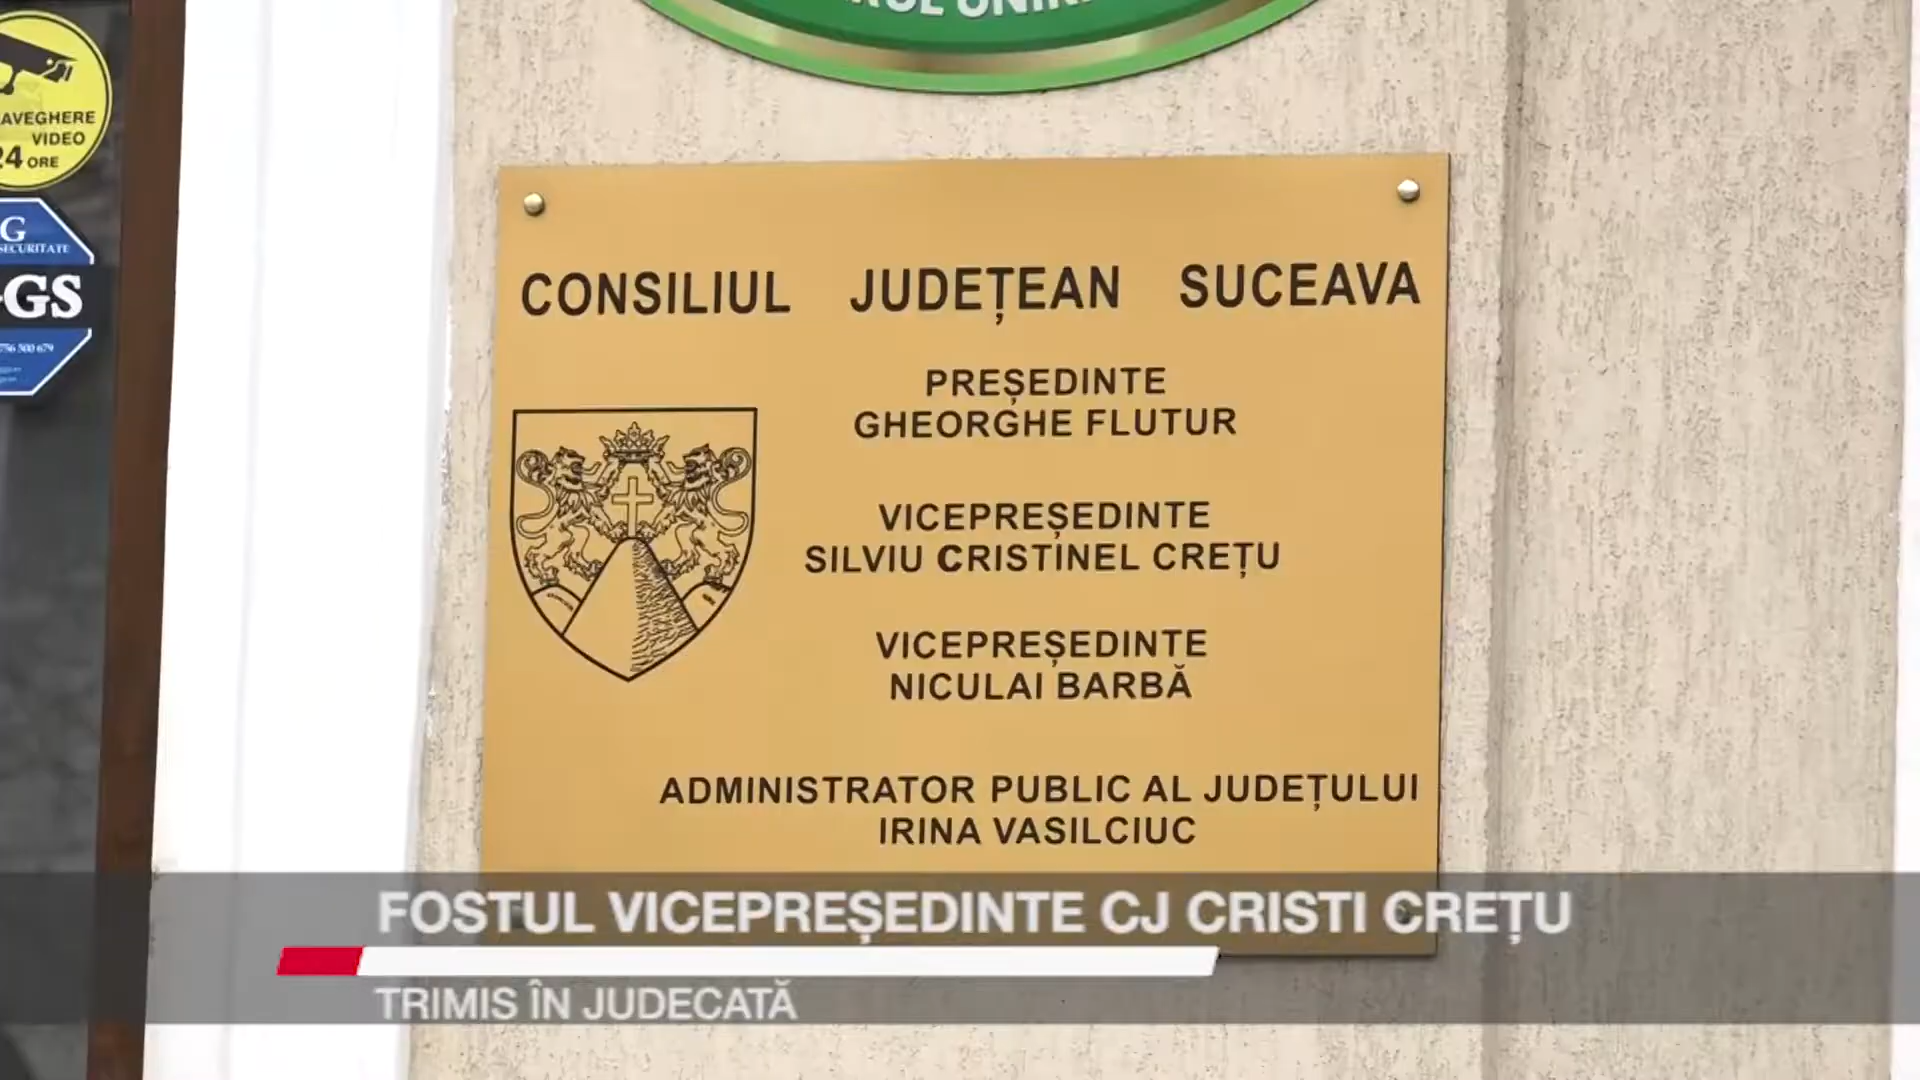 AVEGHERE
VIDEO
24 ORE
G
SECURITATE
GS
CONSILIUL JUDEȚEAN SUCEAVA
PREȘEDINTE
GHEORGHE FLUTUR
VICEPREȘEDINTE
SILVIU CRISTINEL CREȚU
VICEPREȘEDINTE
NICULAI BARBĂ
ADMINISTRATOR PUBLIC AL JUDEȚULUI
IRINA VASILCIUC
FOSTUL VICEPREȘEDINTE CJ CRISTI CREȚU
TRIMIS ÎN JUDECATĂ